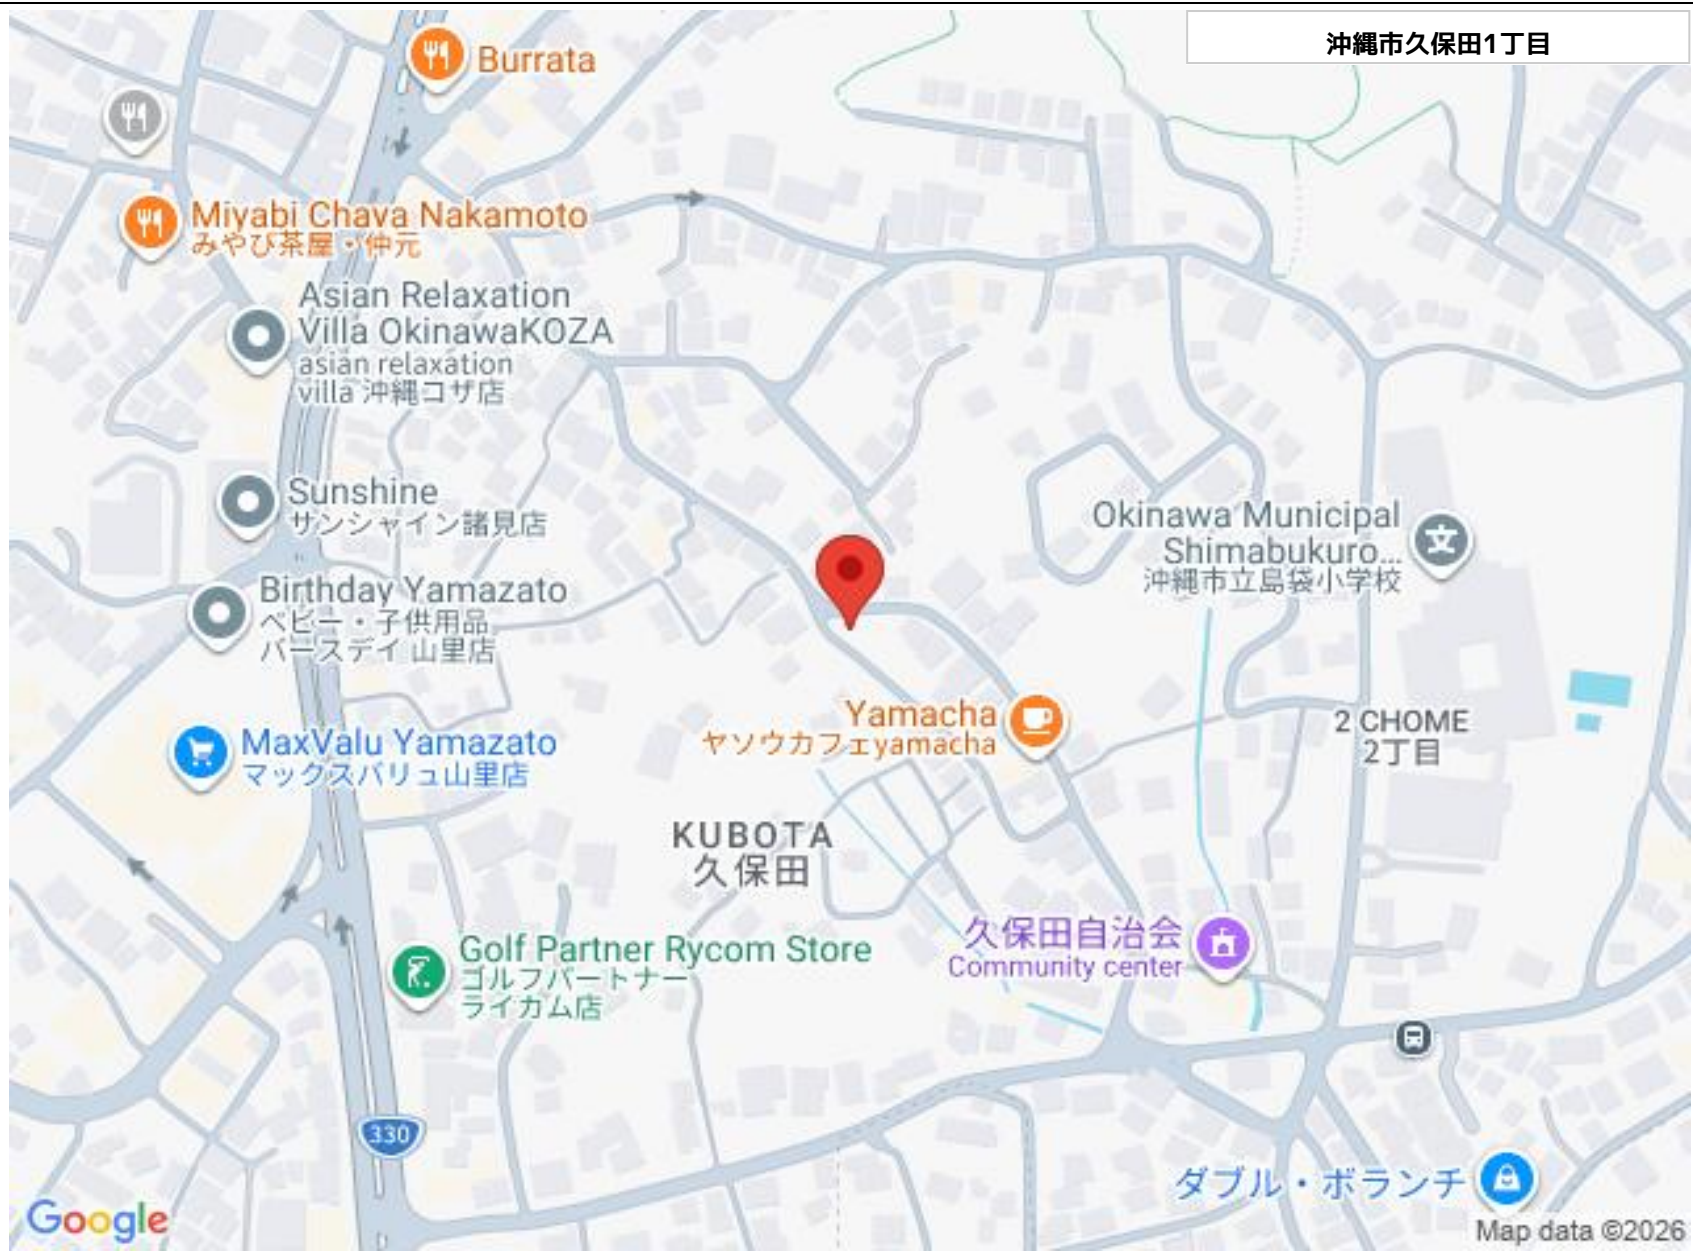 沖縄市久保田1丁目
Burrata
Miyabi Chaya Nakamoto
みやび茶屋・仲元
Asian Relaxation
Villa OkinawaKOZA
asian relaxation
villa 沖縄コザ店
Sunshine
サンシャイン諸見店
Okinawa Municipal
Shimabukuro...
沖縄市立島袋小学校
文
Birthday Yamazato
ベビー・子供用品
バースデイ 山里店
Yamacha
ヤソウカフェyamacha
2 CHOME
2丁目
MaxValu Yamazato
マックスバリュ山里店
KUBOTA
久保田
久保田自治会
Community center
Golf Partner Rycom Store
ゴルフパートナー
ライカム店
330
ダブル・ボランチ
Google
Map data ©2026